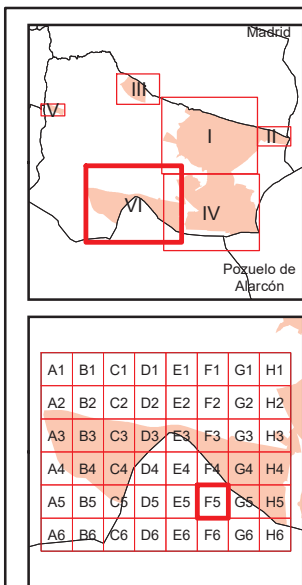 Madrid
III
V
I
II
VI
IV
Pozuelo de
Alarcón
A1 B1 C1 D1 E1 F1 G1 H1
A2 B2 C2 D2 E2 F2 G2 H2
A3 B3 C3 D3 E3 F3 G3 H3
A4 B4 C4 D4 E4 F4 G4 H4
A5 B5 C5 D5 E5 F5 G5 H5
A6 B6 C6 D6 E6 F6 G6 H6